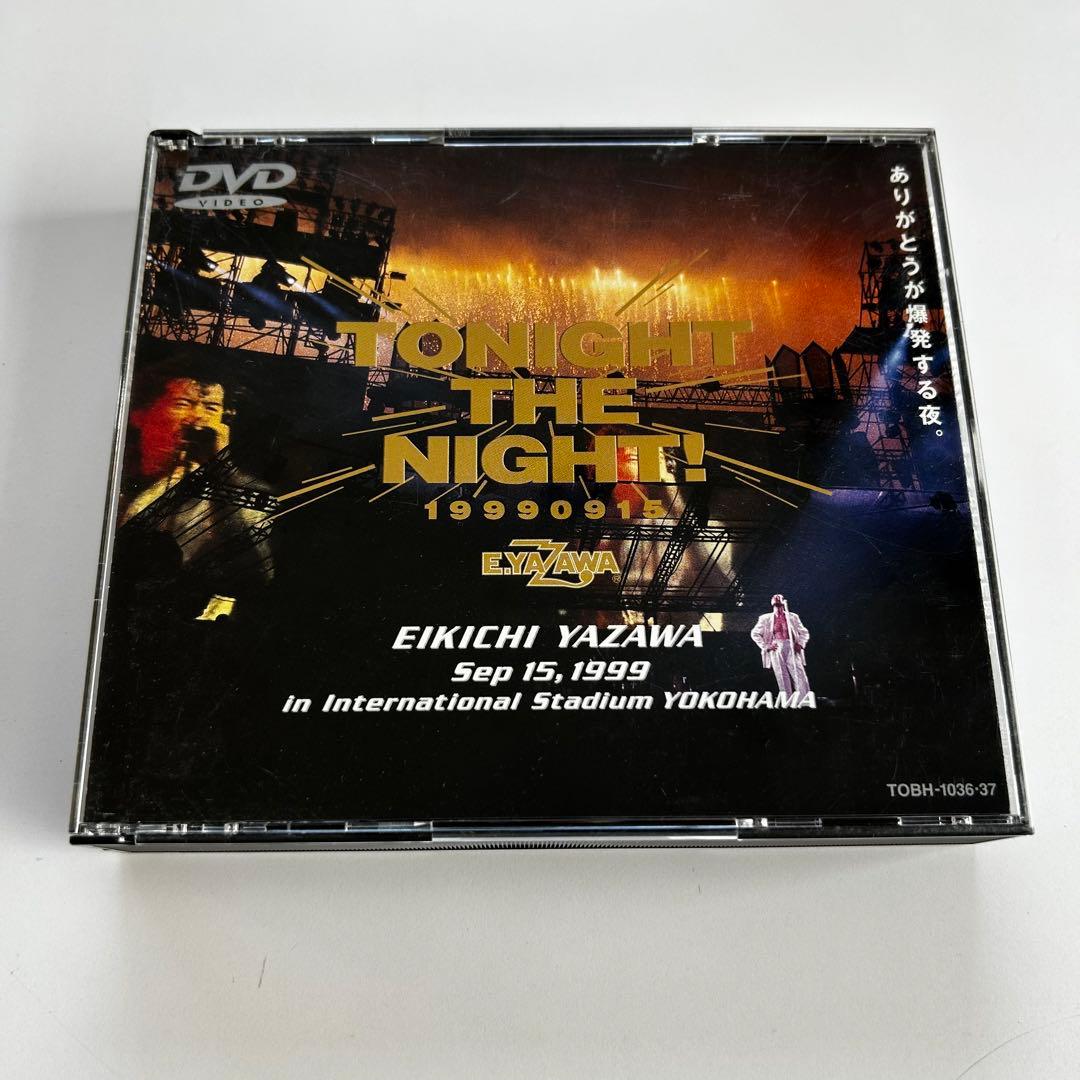 DVD
VIDEO
ありがとうが爆発する夜。
TONIGHT
THE
NIGHT!
19990915
E.YAZAWA®
EIKICHI YAZAWA
Sep 15, 1999
in International Stadium YOKOHAMA
TOBH-1036·37